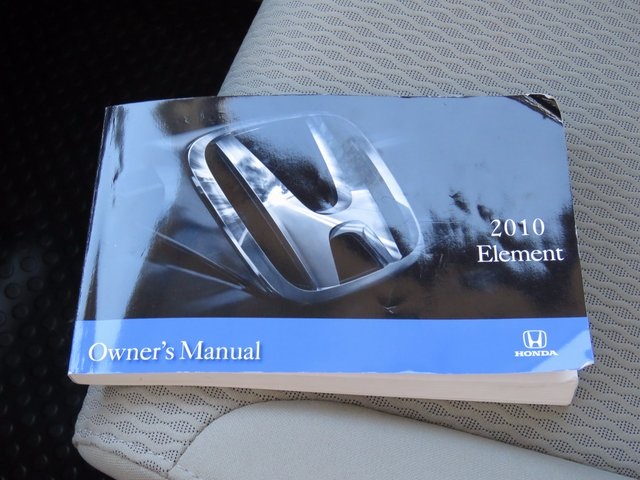 2010
Element
Owner's Manual
HONDA